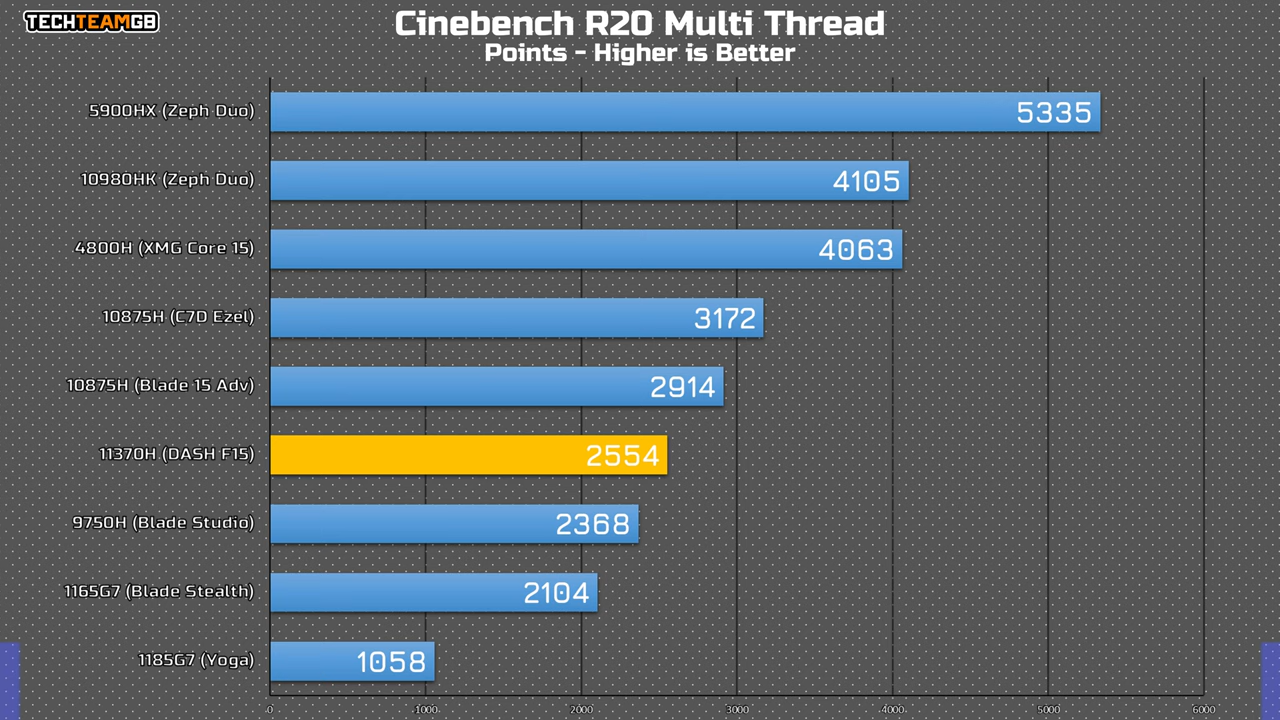 TECHTEAMGB
Cinebench R20 Multi Thread
Points - Higher is Better
5900HX (Zeph Duo) 5335
10980HK (Zeph Duo) 4105
4800H (XMG Core 15) 4063
10875H (C7D Ezel) 3172
10875H (Blade 15 Adv) 2914
11370H (DASH F15) 2554
9750H (Blade Studio) 2368
1165G7 (Blade Stealth) 2104
1185G7 (Yoga) 1058
0 1000 2000 3000 4000 5000 6000